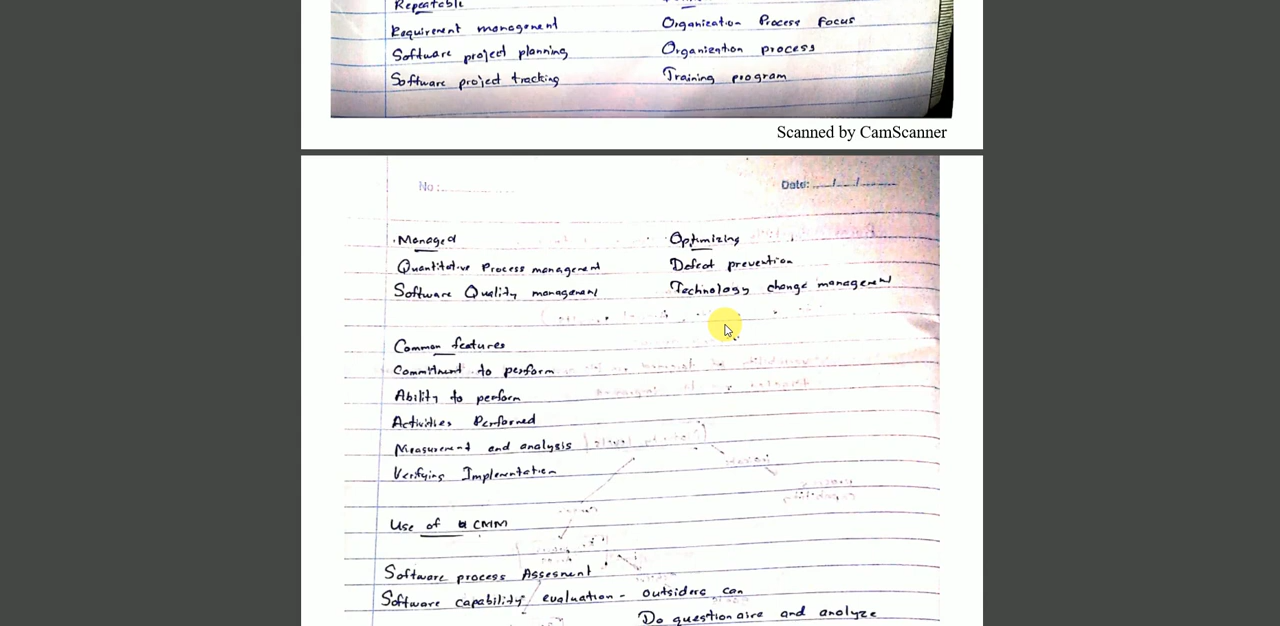 Repeatable
Requirement management Organization Process Focus
Software project planning Organization process
Software project tracking Training program
Scanned by CamScanner
No :
Date: / /
Managed Optimizing
Quantitative Process management Defect prevention
Software Quality management Technology change management
Common features
Commitment to perform
Ability to perform
Activities Performed
Measurement and analysis
Verifying Implementation
Use of CMM
Software process Assesment
Software capability evaluation - outsiders can
Do questionaire and analyze